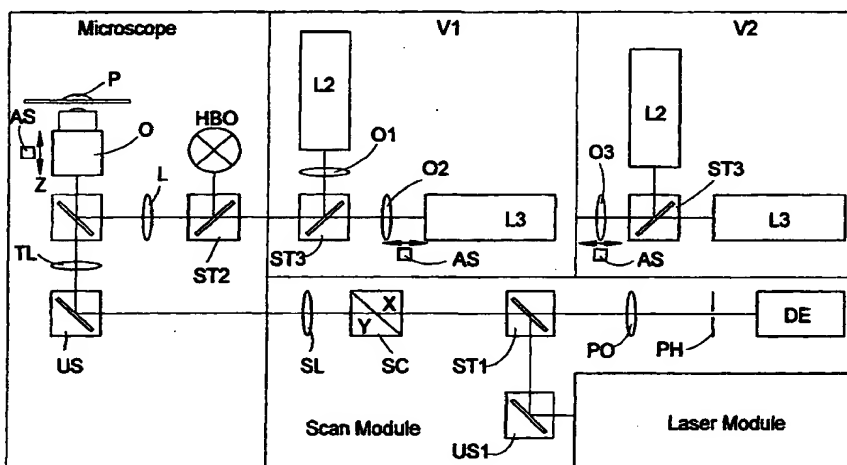 Microscope
V1
V2
P
L2
L2
AS
HBO
O
O1
O3
Z
L
O2
ST3
L3
L3
TL
ST2
ST3
AS
AS
X
Y
DE
US
SL
SC
ST1
PO
PH
Scan Module
US1
Laser Module